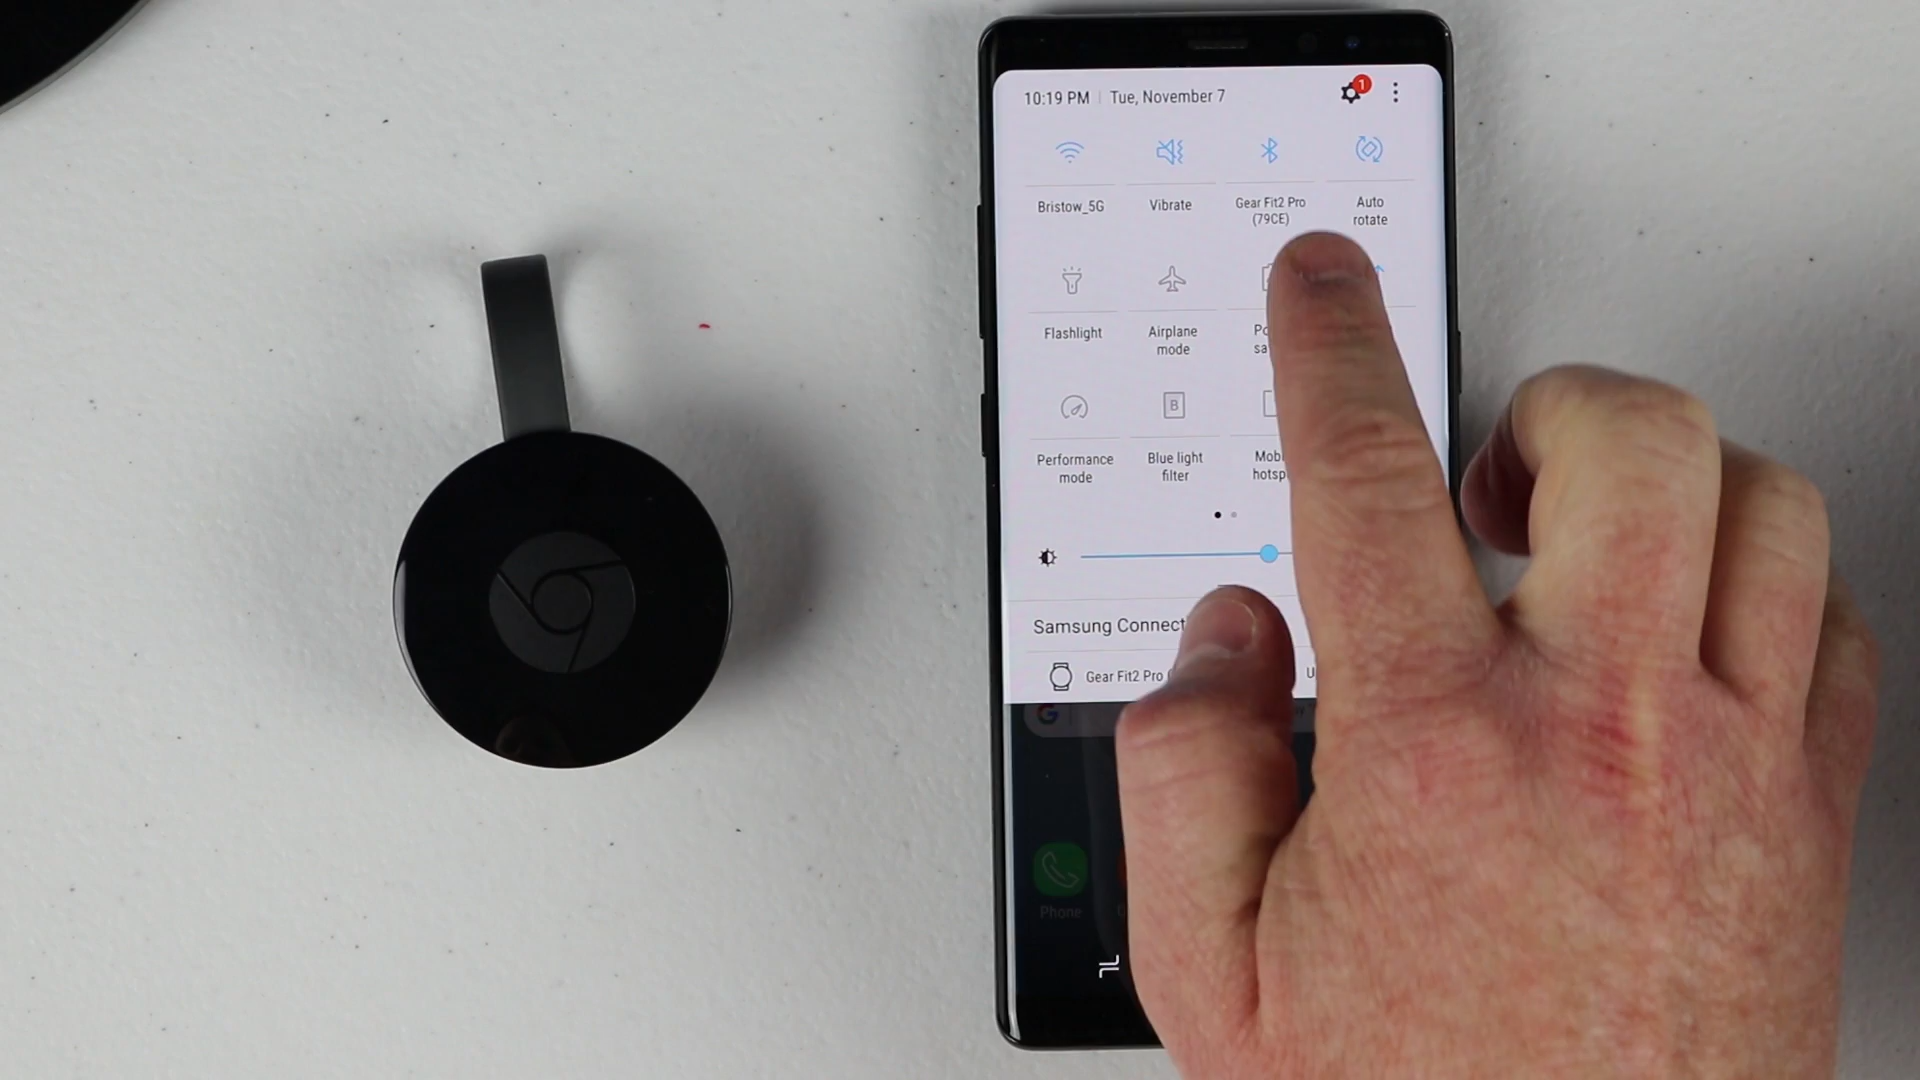 10:19 PM | Tue, November 7
1
Bristow_5G
Vibrate
Gear Fit2 Pro
(79CE)
Auto
rotate
Flashlight
Airplane
mode
B
Performance
mode
Blue light
filter
Samsung Connect
Gear Fit2 Pro
G
Phone